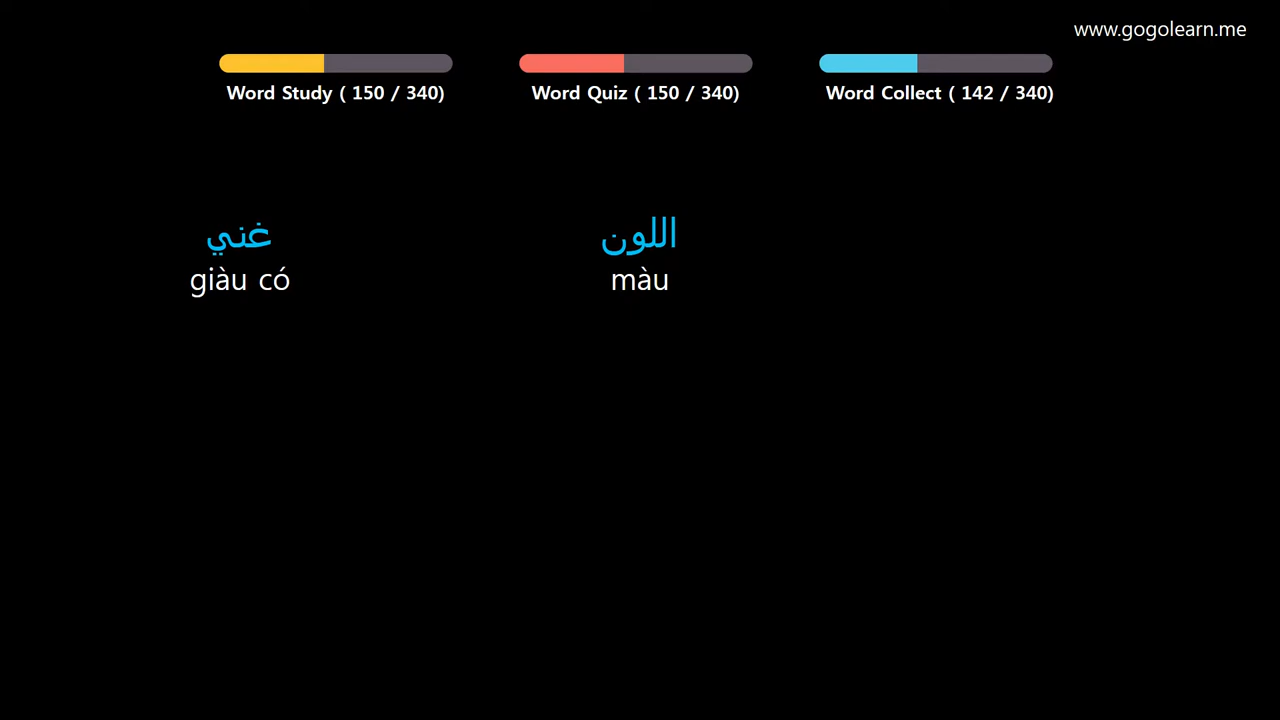 www.gogolearn.me
Word Study ( 150 / 340)
Word Quiz ( 150 / 340)
Word Collect ( 142 / 340)
غني
giàu có
اللون
màu